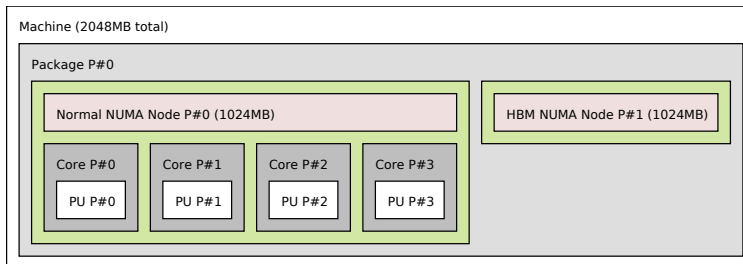 Machine (2048MB total)
Package P#0
Normal NUMA Node P#0 (1024MB)
HBM NUMA Node P#1 (1024MB)
Core P#0
Core P#1
Core P#2
Core P#3
PU P#0
PU P#1
PU P#2
PU P#3